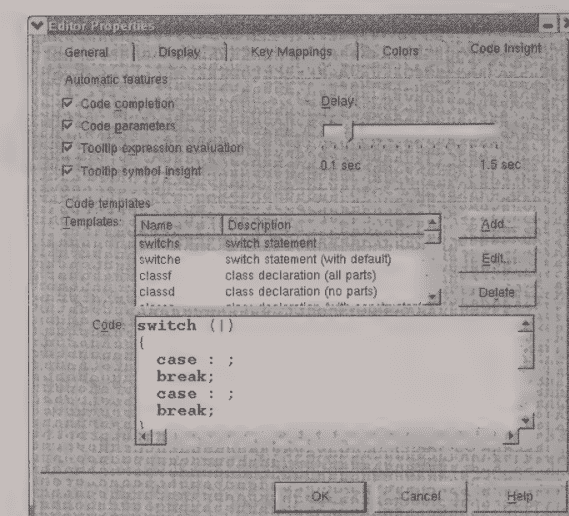 Editor Properties
General Display Key Mappings Colors Code Insight
Automatic features
Code completion
Code parameters
Tooltip expression evaluation
Tooltip symbol insight
Delay:
0.1 sec 1.5 sec
Code templates
Templates:
Name Description
switchs switch statement
switche switch statement (with default)
classf class declaration (all parts)
classd class declaration (no parts)
class declaration (with
Add...
Edit...
Delete
Code:
switch (|)
{
case : ;
break;
case : ;
break;
}
OK Cancel Help